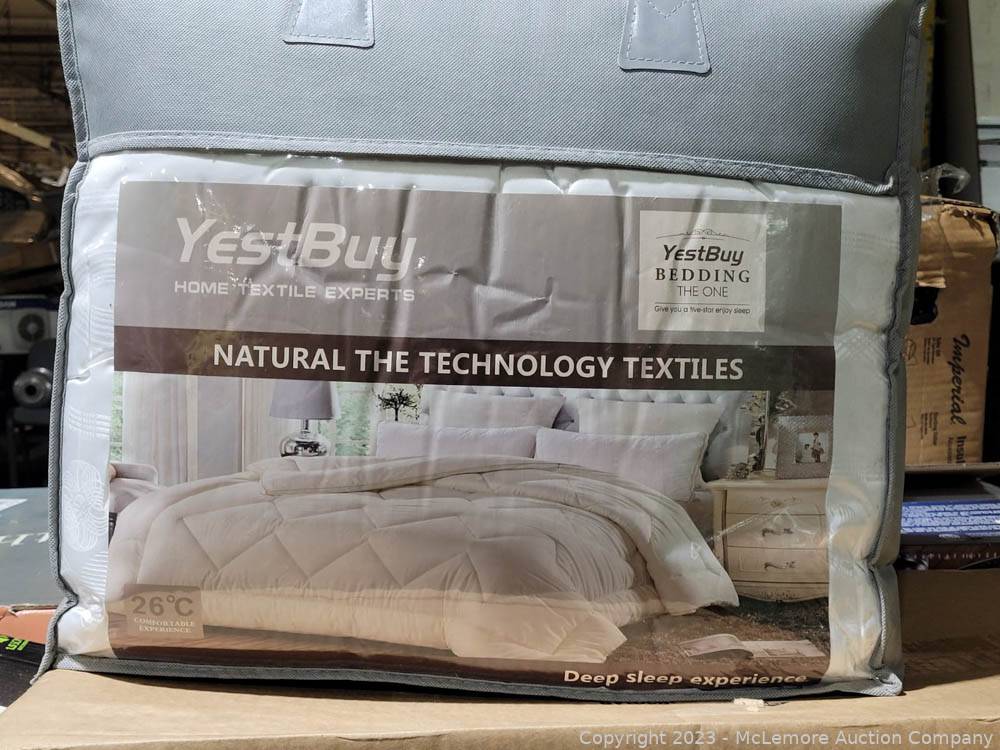 YestBuy
HOME TEXTILE EXPERTS
YestBuy
BEDDING
THE ONE
Give you a five-star enjoy sleep
NATURAL THE TECHNOLOGY TEXTILES
26°C
COMFORTABLE
EXPERIENCE
Deep sleep experience
Imperial
Copyright 2023 - McLemore Auction Company